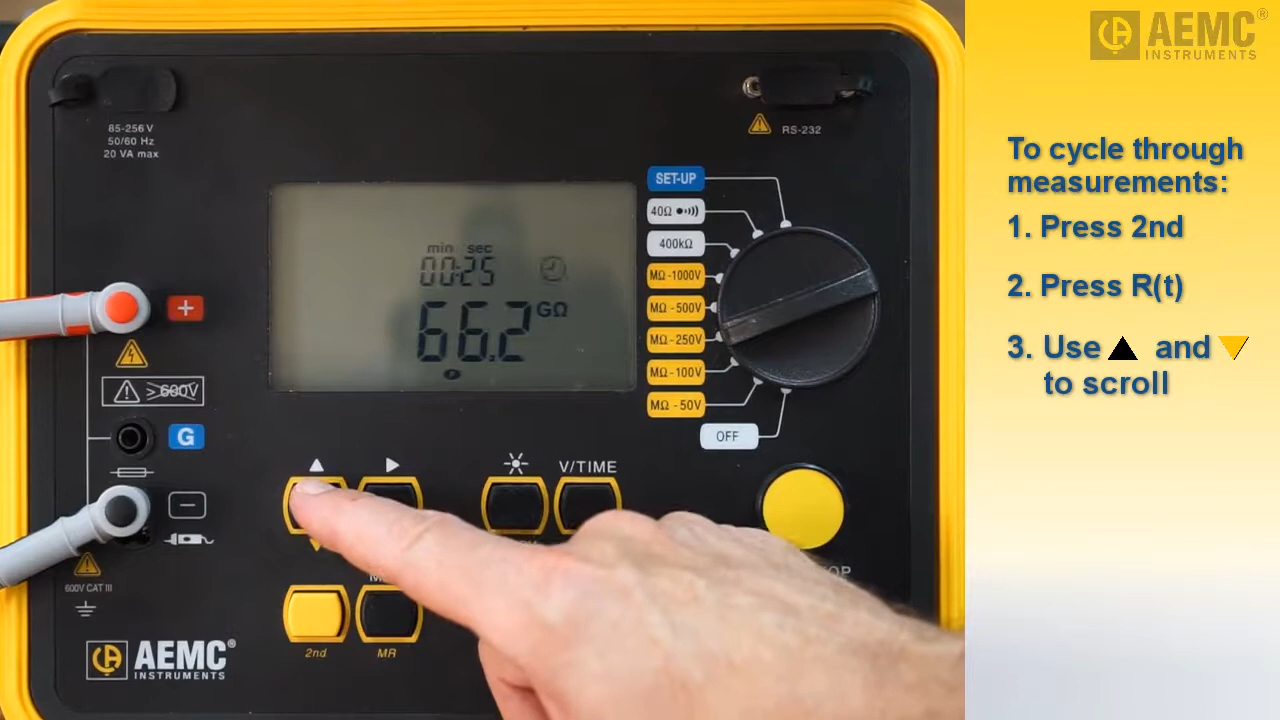 AEMC®
INSTRUMENTS
85-256 V
50/60 Hz
20 VA max
RS-232
To cycle through
measurements:
1. Press 2nd
2. Press R(t)
3. Use ▲ and ▼
to scroll
SET-UP
40Ω
400kΩ
MΩ-1000V
MΩ-500V
MΩ-250V
MΩ-100V
MΩ-50V
OFF
min sec
00:25
66.2 GΩ
P
+
≥600V
G
−
600V CAT III
V/TIME
2nd
MR
AEMC®
INSTRUMENTS